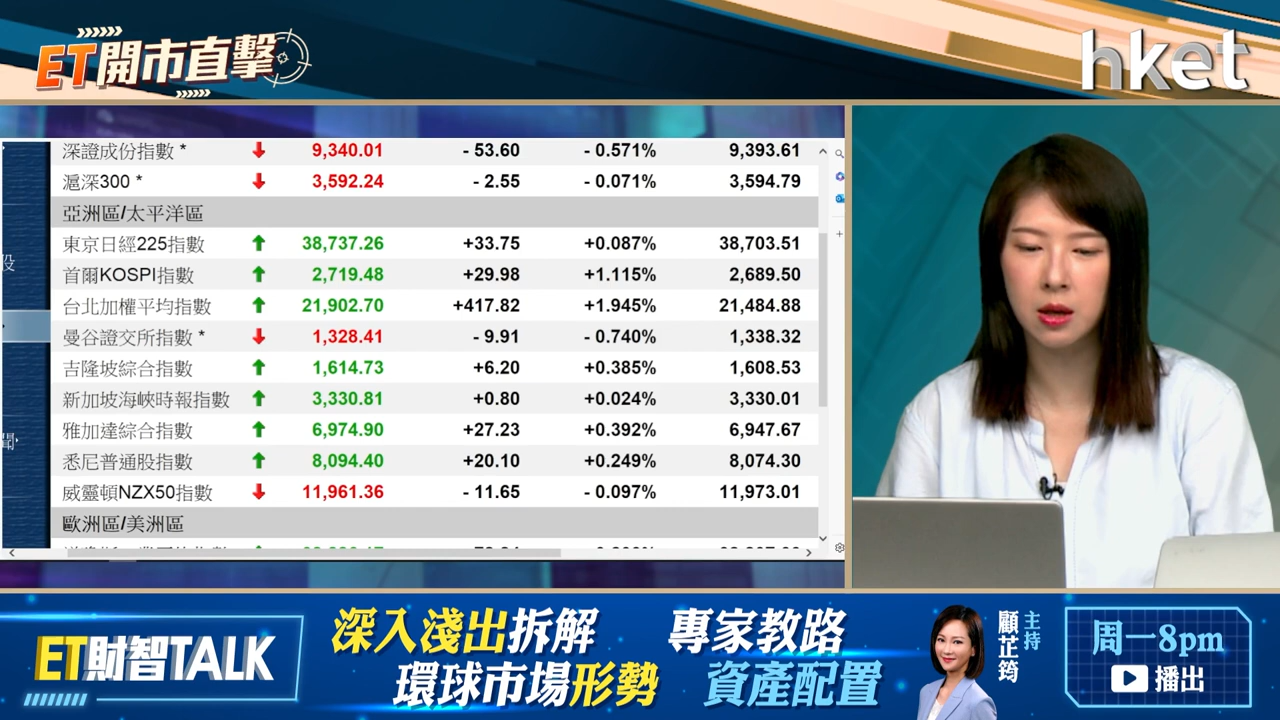 ET開市直擊
hket
深證成份指數 * 9,340.01 - 53.60 - 0.571% 9,393.61
滬深300 * 3,592.24 - 2.55 - 0.071% 3,594.79
亞洲區/太平洋區
東京日經225指數 38,737.26 +33.75 +0.087% 38,703.51
首爾KOSPI指數 2,719.48 +29.98 +1.115% 2,689.50
台北加權平均指數 21,902.70 +417.82 +1.945% 21,484.88
曼谷證交所指數 * 1,328.41 - 9.91 - 0.740% 1,338.32
吉隆坡綜合指數 1,614.73 +6.20 +0.385% 1,608.53
新加坡海峽時報指數 3,330.81 +0.80 +0.024% 3,330.01
雅加達綜合指數 6,974.90 +27.23 +0.392% 6,947.67
悉尼普通股指數 8,094.40 +20.10 +0.249% 8,074.30
威靈頓NZX50指數 11,961.36 - 11.65 - 0.097% 11,973.01
歐洲區/美洲區
股
聞
ET財智TALK
深入淺出拆解
環球市場形勢
專家教路
資產配置
主持
顧芷筠
周一8pm
播出